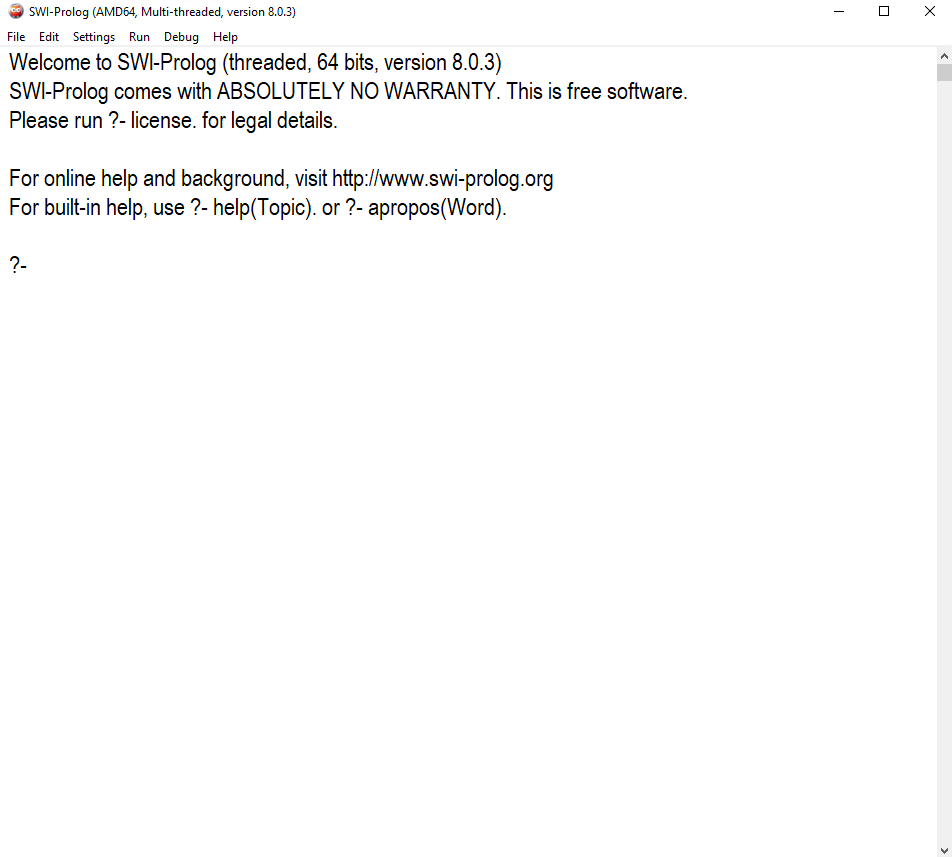 SWI-Prolog (AMD64, Multi-threaded, version 8.0.3)
File Edit Settings Run Debug Help
Welcome to SWI-Prolog (threaded, 64 bits, version 8.0.3)
SWI-Prolog comes with ABSOLUTELY NO WARRANTY. This is free software.
Please run ?- license. for legal details.
For online help and background, visit http://www.swi-prolog.org
For built-in help, use ?- help(Topic). or ?- apropos(Word).
?-